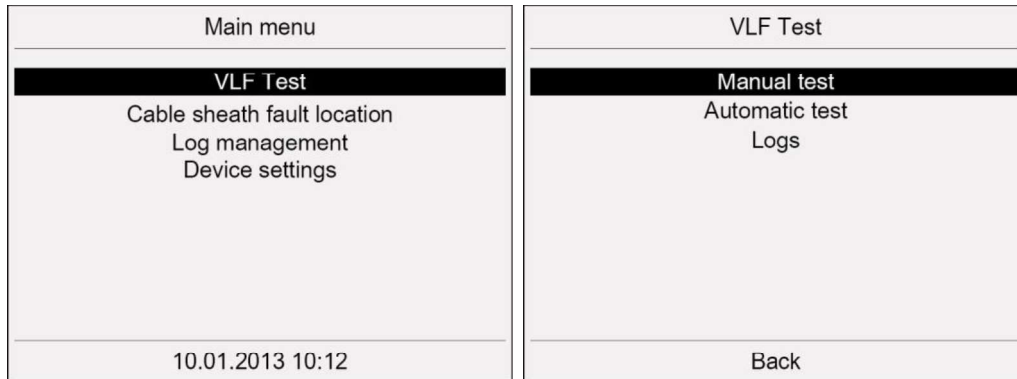 Main menu
VLF Test
Cable sheath fault location
Log management
Device settings
10.01.2013 10:12
VLF Test
Manual test
Automatic test
Logs
Back